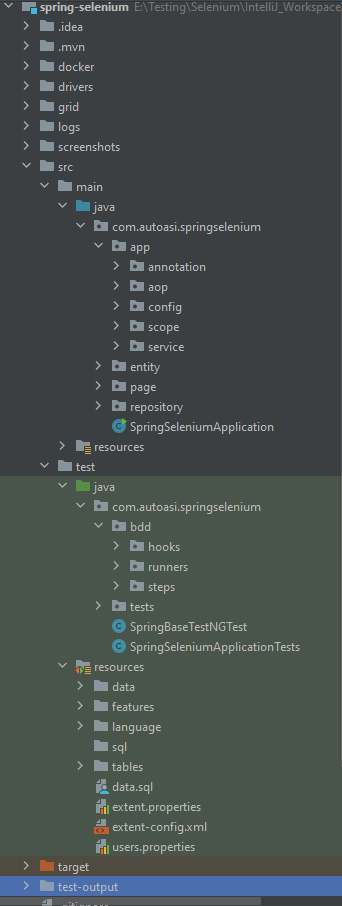 spring-selenium E:\Testing\Selenium\IntelliJ_Workspace
.idea
.mvn
docker
drivers
grid
logs
screenshots
src
main
java
com.autoasi.springselenium
app
annotation
aop
config
scope
service
entity
page
repository
SpringSeleniumApplication
resources
test
java
com.autoasi.springselenium
bdd
hooks
runners
steps
tests
SpringBaseTestNGTest
SpringSeleniumApplicationTests
resources
data
features
language
sql
tables
data.sql
extent.properties
extent-config.xml
users.properties
target
test-output
.gitignore